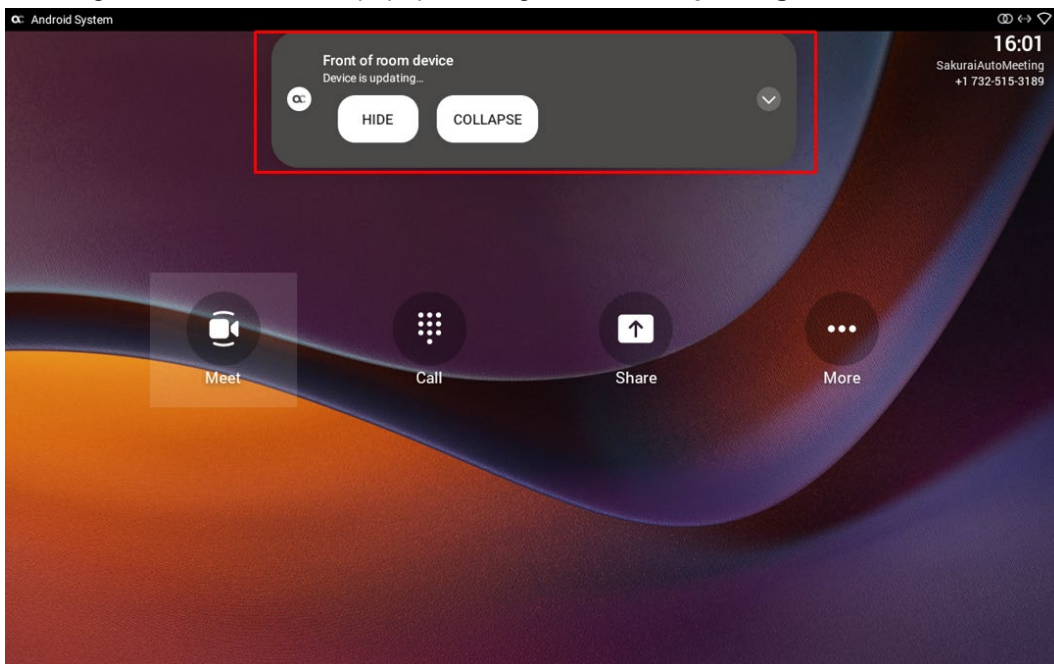 Android System
16:01
SakuraiAutoMeeting
+1 732-515-3189
Front of room device
Device is updating...
HIDE COLLAPSE
Meet Call Share More